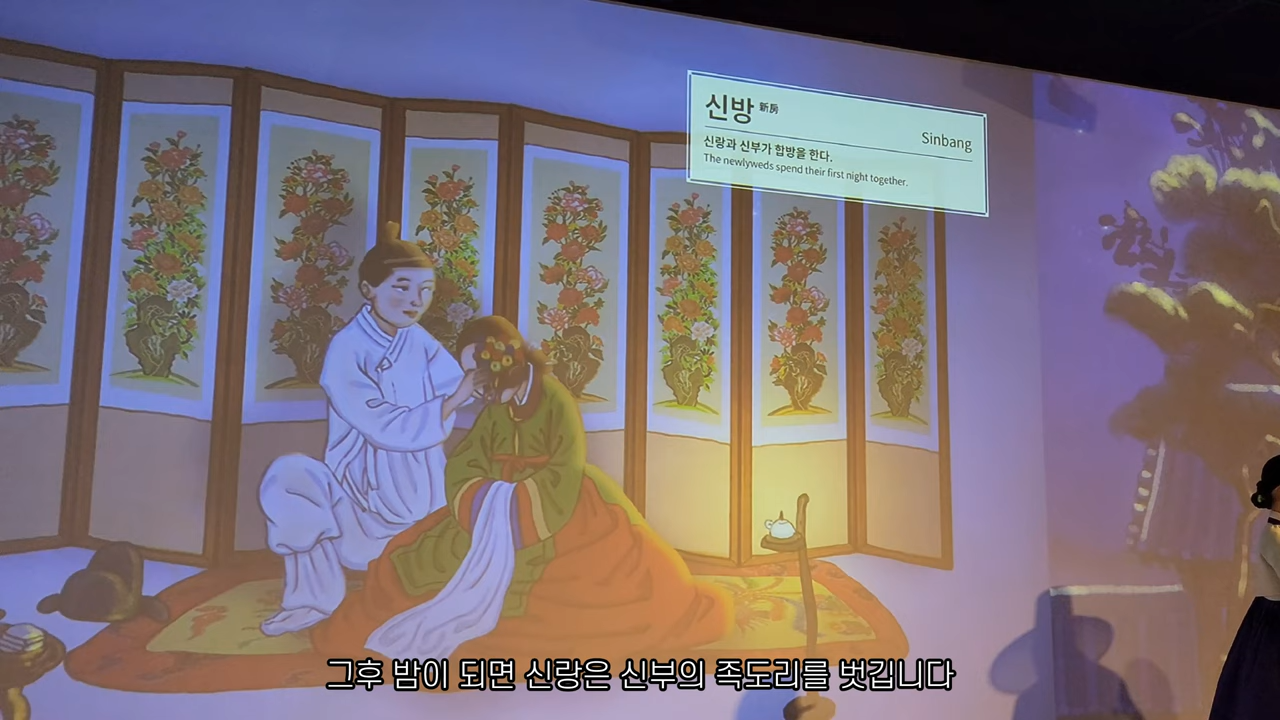 신방 新房
Sinbang
신랑과 신부가 합방을 한다.
The newlyweds spend their first night together.
그후 밤이 되면 신랑은 신부의 족도리를 벗깁니다